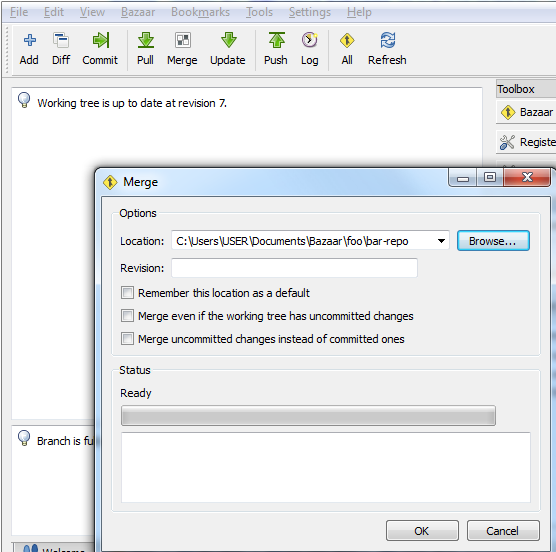 File Edit View Bazaar Bookmarks Tools Settings Help
Add Diff Commit Pull Merge Update Push Log All Refresh
Working tree is up to date at revision 7.
Toolbox
Bazaar
Registe
Merge
Options
Location: C:\Users\USER\Documents\Bazaar\foo\bar-repo Browse...
Revision:
Remember this location as a default
Merge even if the working tree has uncommitted changes
Merge uncommitted changes instead of committed ones
Status
Ready
Branch is fu
OK Cancel
Welcome